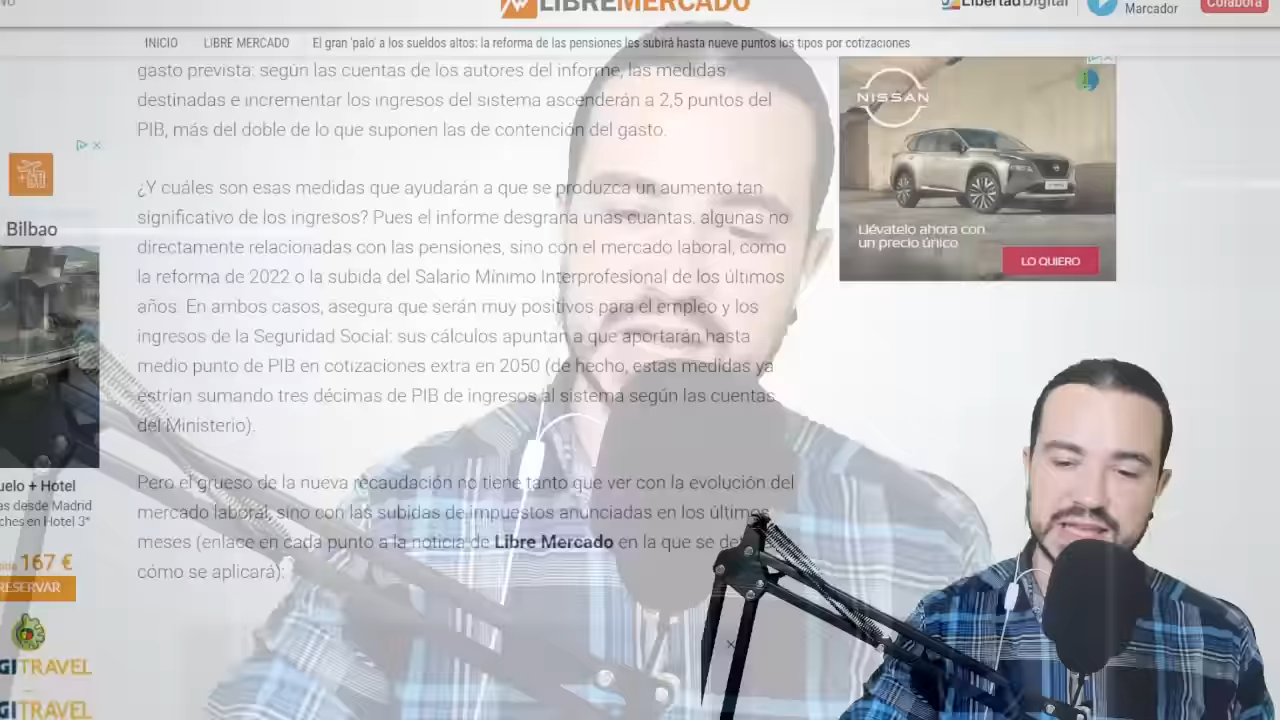 LIBREMERCADO
Libertad Digital
Marcador
Colabora
INICIO LIBRE MERCADO El gran 'palo' a los sueldos altos: la reforma de las pensiones les subirá hasta nueve puntos los tipos por cotizaciones
gasto prevista: según las cuentas de los autores del informe, las medidas
destinadas e incrementar los ingresos del sistema ascenderán a 2,5 puntos del
PIB, más del doble de lo que suponen las de contención del gasto.
¿Y cuáles son esas medidas que ayudarán a que se produzca un aumento tan
significativo de los ingresos? Pues el informe desgrana unas cuantas. algunas no
directamente relacionadas con las pensiones, sino con el mercado laboral, como
la reforma de 2022 o la subida del Salario Mínimo Interprofesional de los últimos
años. En ambos casos, asegura que serán muy positivos para el empleo y los
ingresos de la Seguridad Social: sus cálculos apuntan a que aportarán hasta
medio punto de PIB en cotizaciones extra en 2050 (de hecho, estas medidas ya
estrían sumando tres décimas de PIB de ingresos al sistema según las cuentas
del Ministerio).
Pero el grueso de la nueva recaudación no tiene tanto que ver con la evolución del
mercado laboral, sino con las subidas de impuestos anunciadas en los últimos
meses (enlace en cada punto a la noticia de Libre Mercado en la que se det
cómo se aplicará):
NISSAN
Llévatelo ahora con
un precio único
LO QUIERO
Bilbao
uelo + Hotel
as desde Madrid
ches en Hotel 3*
167 €
RESERVAR
GITRAVEL
GITRAVEL